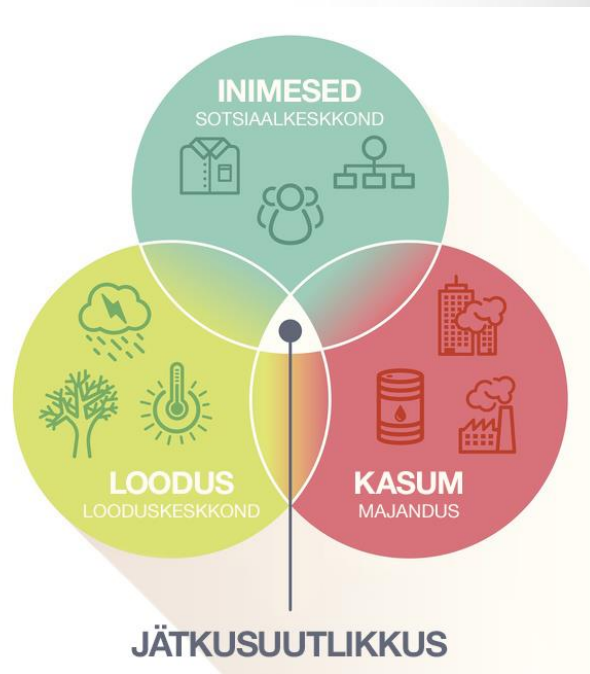 INIMESED
SOTSIAALKESKKOND
LOODUS
LOODUSKESKKOND
KASUM
MAJANDUS
JÄTKUSUUTLIKKUS